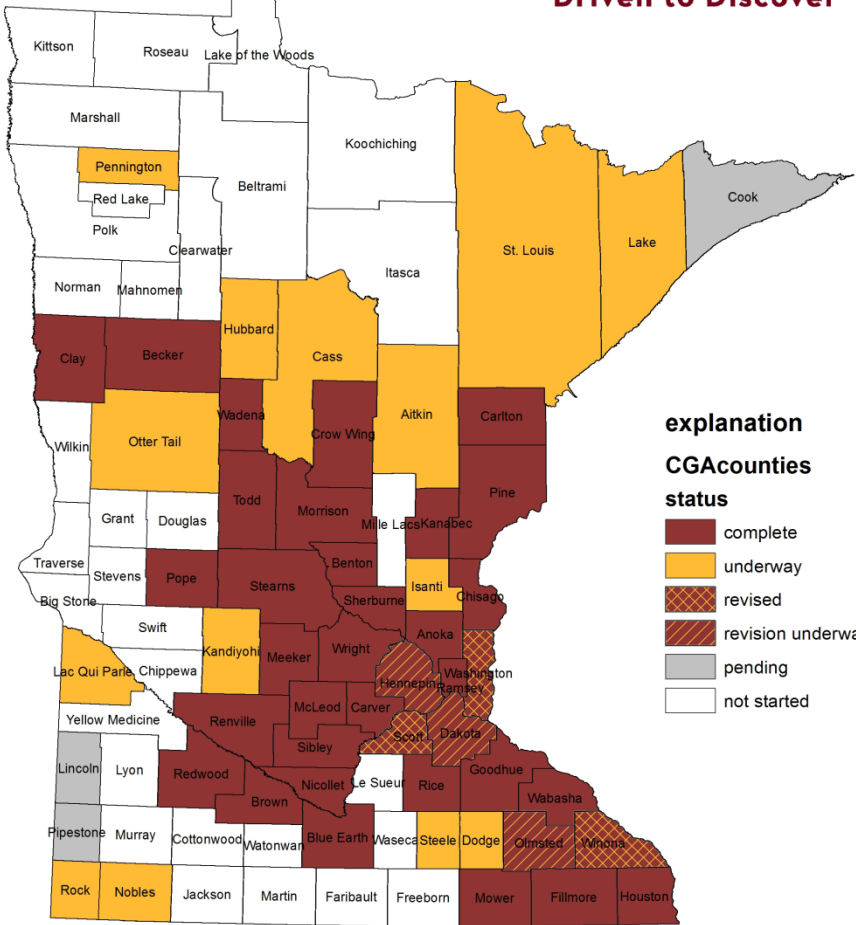 Driven to Discover
Kittson
Roseau
Lake of the Woods
Marshall
Koochiching
Pennington
Beltrami
Red Lake
Polk
Clearwater
Cook
St. Louis
Lake
Itasca
Norman
Mahnomen
Hubbard
Cass
Clay
Becker
Wadena
Aitkin
Carlton
Crow Wing
Otter Tail
Wilkin
explanation
CGAcounties
status
complete
underway
revised
revision underwa
pending
not started
Pine
Todd
Morrison
Grant
Douglas
Mille Lacs
Kanabec
Traverse
Stevens
Pope
Stearns
Benton
Isanti
Chisago
Big Stone
Sherburne
Swift
Anoka
Kandiyohi
Meeker
Wright
Lac Qui Parle
Chippewa
Hennepin
Washington
Ramsey
Yellow Medicine
Renville
McLeod
Carver
Scott
Dakota
Sibley
Lincoln
Lyon
Redwood
Nicollet
Le Sueur
Rice
Goodhue
Brown
Wabasha
Pipestone
Murray
Cottonwood
Watonwan
Blue Earth
Waseca
Steele
Dodge
Olmsted
Winona
Rock
Nobles
Jackson
Martin
Faribault
Freeborn
Mower
Fillmore
Houston